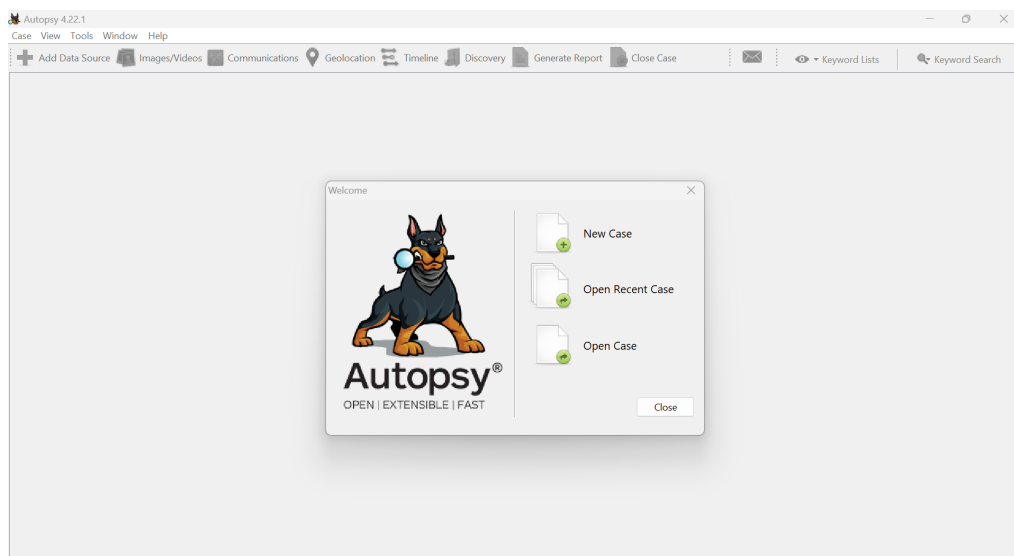 Autopsy 4.22.1
Case View Tools Window Help
Add Data Source Images/Videos Communications Geolocation Timeline Discovery Generate Report Close Case Keyword Lists Keyword Search
Welcome
New Case
Open Recent Case
Open Case
Autopsy®
OPEN | EXTENSIBLE | FAST
Close